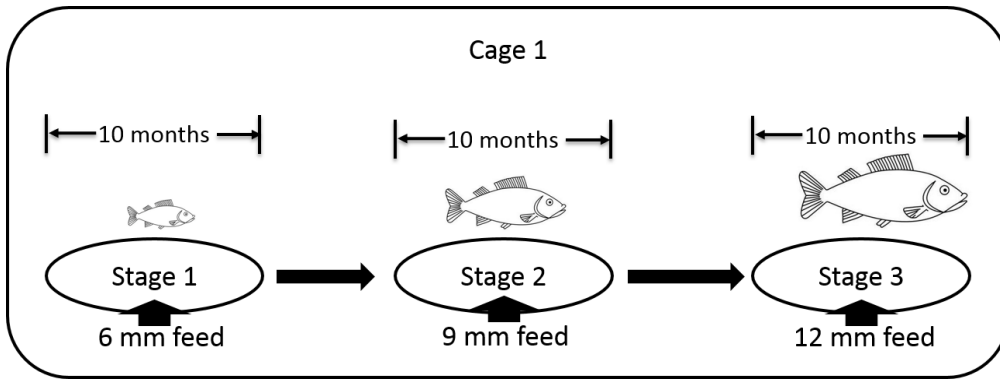 Cage 1
10 months
10 months
10 months
Stage 1
Stage 2
Stage 3
6 mm feed
9 mm feed
12 mm feed